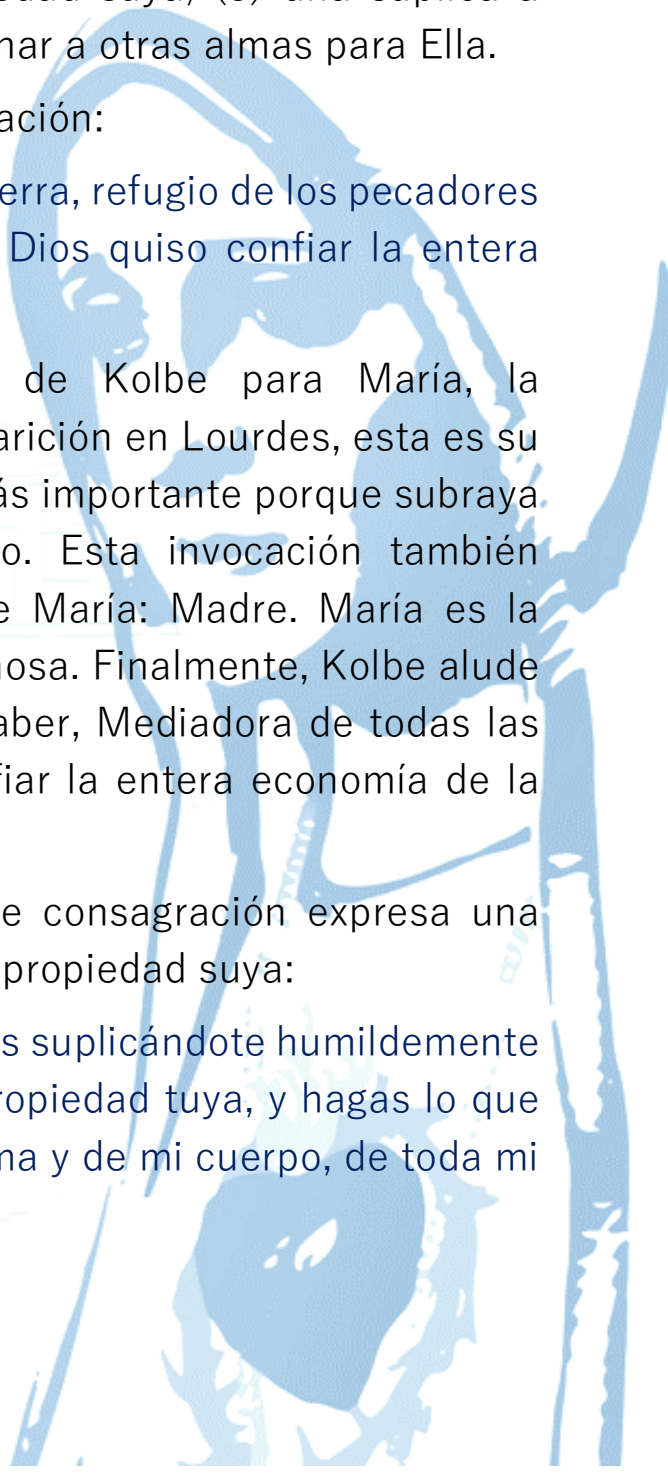 nar a otras almas para Ella.
ación:
erra, refugio de los pecadores
Dios quiso confiar la entera
de Kolbe para María, la
arición en Lourdes, esta es su
ás importante porque subraya
o. Esta invocación también
e María: Madre. María es la
nosa. Finalmente, Kolbe alude
aber, Mediadora de todas las
fiar la entera economía de la
e consagración expresa una
propiedad suya:
s suplicándote humildemente
ropiedad tuya, y hagas lo que
ma y de mi cuerpo, de toda mi